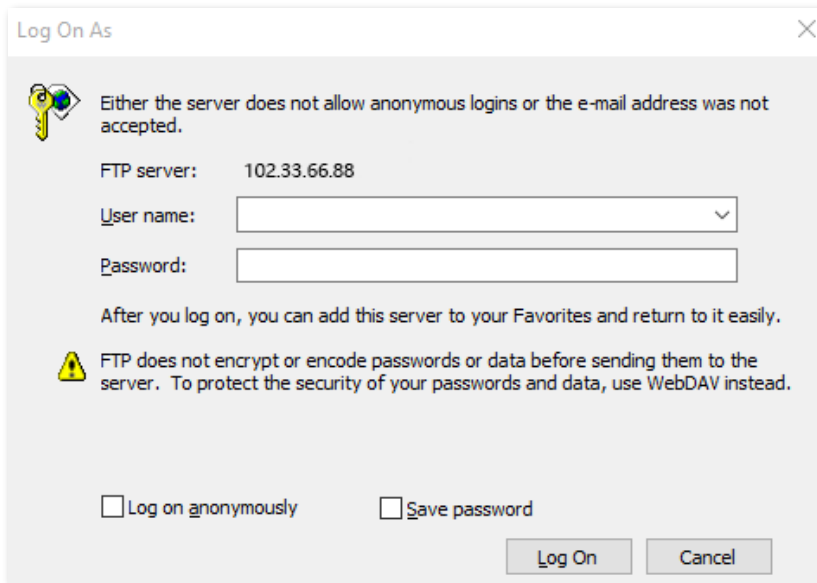 Log On As
Either the server does not allow anonymous logins or the e-mail address was not
accepted.
FTP server: 102.33.66.88
User name:
Password:
After you log on, you can add this server to your Favorites and return to it easily.
FTP does not encrypt or encode passwords or data before sending them to the
server. To protect the security of your passwords and data, use WebDAV instead.
Log on anonymously Save password
Log On Cancel